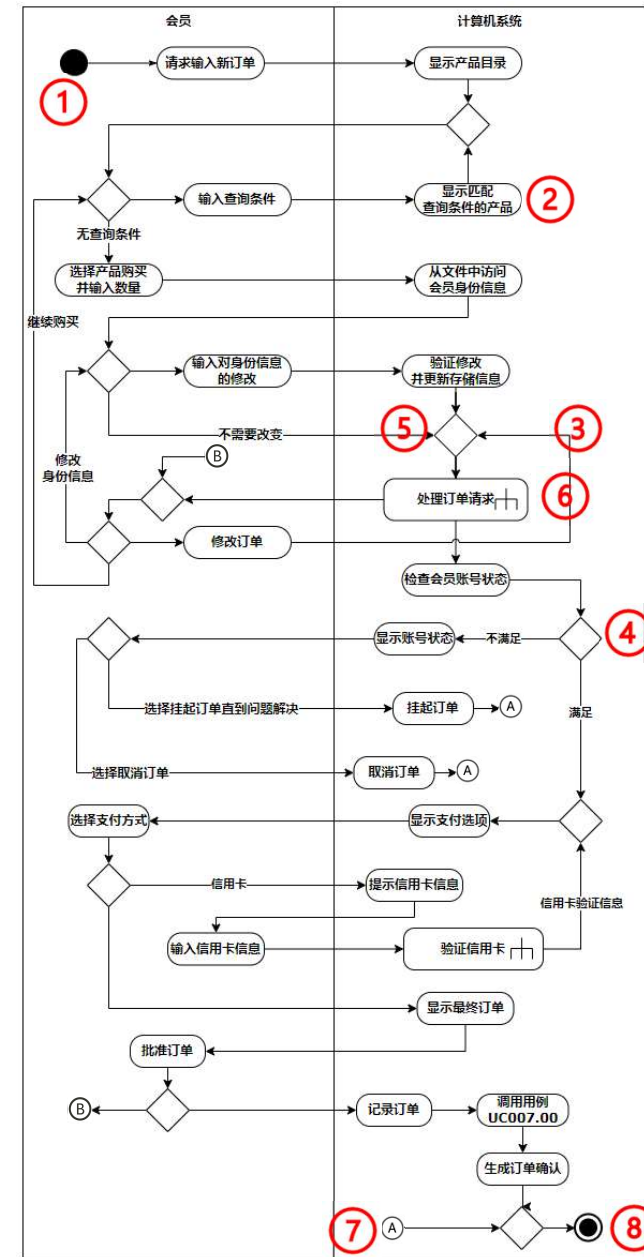 会员
计算机系统
请求输入新订单
显示产品目录
①
输入查询条件
显示匹配
查询条件的产品
②
无查询条件
选择产品购买
并输入数量
从文件中访问
会员身份信息
继续购买
输入对身份信息
的修改
验证修改
并更新存储信息
⑤
③
不需要改变
B
修改
身份信息
处理订单请求
⑥
修改订单
检查会员账号状态
④
显示账号状态
不满足
选择挂起订单直到问题解决
挂起订单
A
满足
选择取消订单
取消订单
A
选择支付方式
显示支付选项
信用卡
提示信用卡信息
信用卡验证信息
输入信用卡信息
验证信用卡
显示最终订单
批准订单
B
记录订单
调用用例
UC007.00
生成订单确认
⑦
A
⑧